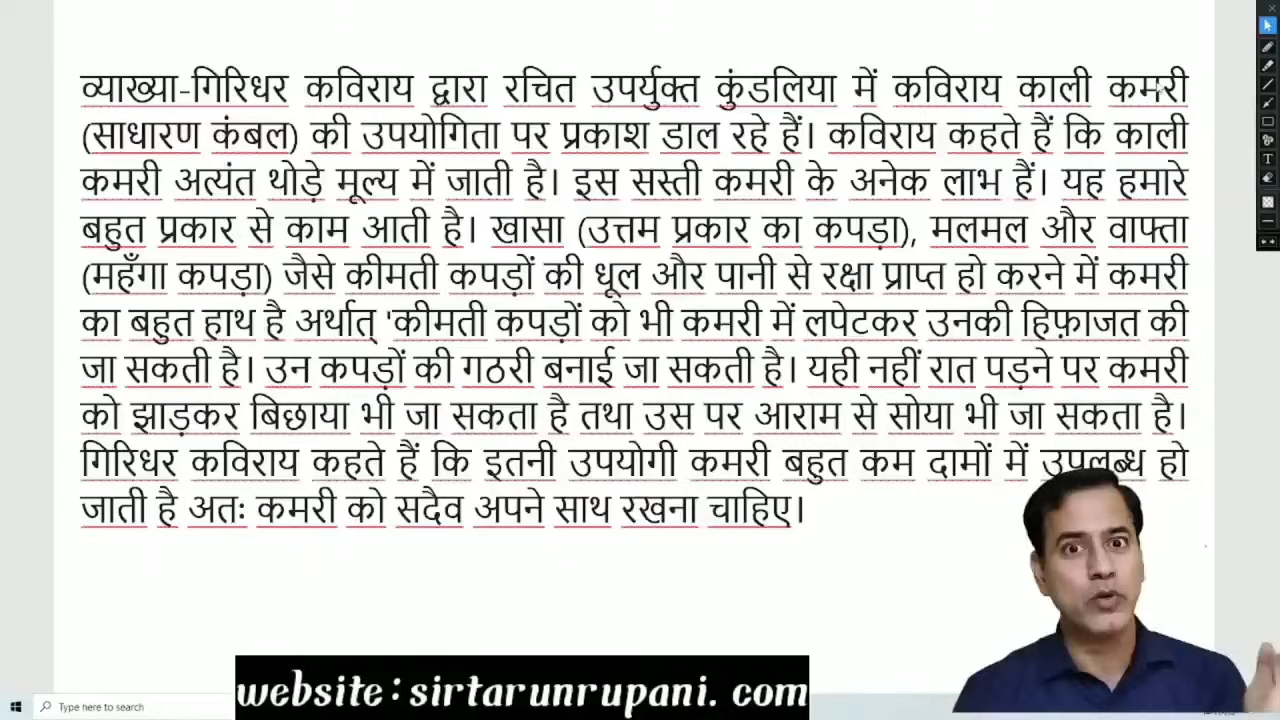 व्याख्या-गिरिधर कविराय द्वारा रचित उपर्युक्त कुंडलिया में कविराय काली कमरी
(साधारण कंबल) की उपयोगिता पर प्रकाश डाल रहे हैं। कविराय कहते हैं कि काली
कमरी अत्यंत थोड़े मूल्य में जाती है। इस सस्ती कमरी के अनेक लाभ हैं। यह हमारे
बहुत प्रकार से काम आती है। खासा (उत्तम प्रकार का कपड़ा), मलमल और वाफ्ता
(महँगा कपड़ा) जैसे कीमती कपड़ों की धूल और पानी से रक्षा प्राप्त हो करने में कमरी
का बहुत हाथ है अर्थात् 'कीमती कपड़ों को भी कमरी में लपेटकर उनकी हिफ़ाजत की
जा सकती है। उन कपड़ों की गठरी बनाई जा सकती है। यही नहीं रात पड़ने पर कमरी
को झाड़कर बिछाया भी जा सकता है तथा उस पर आराम से सोया भी जा सकता है।
गिरिधर कविराय कहते हैं कि इतनी उपयोगी कमरी बहुत कम दामों में उपलब्ध हो
जाती है अतः कमरी को सदैव अपने साथ रखना चाहिए।
website:sirtarunrupani. com
Type here to search